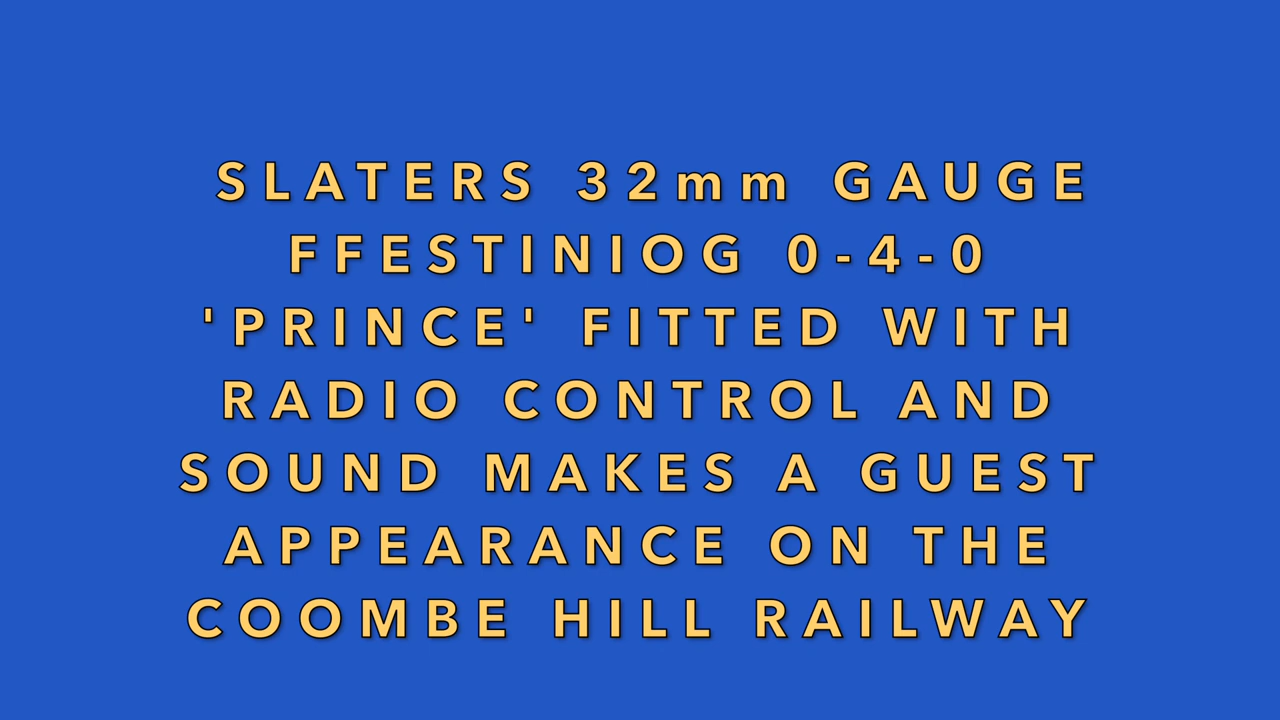 SLATERS 32mm GAUGE
FFESTINIOG 0-4-0
'PRINCE' FITTED WITH
RADIO CONTROL AND
SOUND MAKES A GUEST
APPEARANCE ON THE
COOMBE HILL RAILWAY